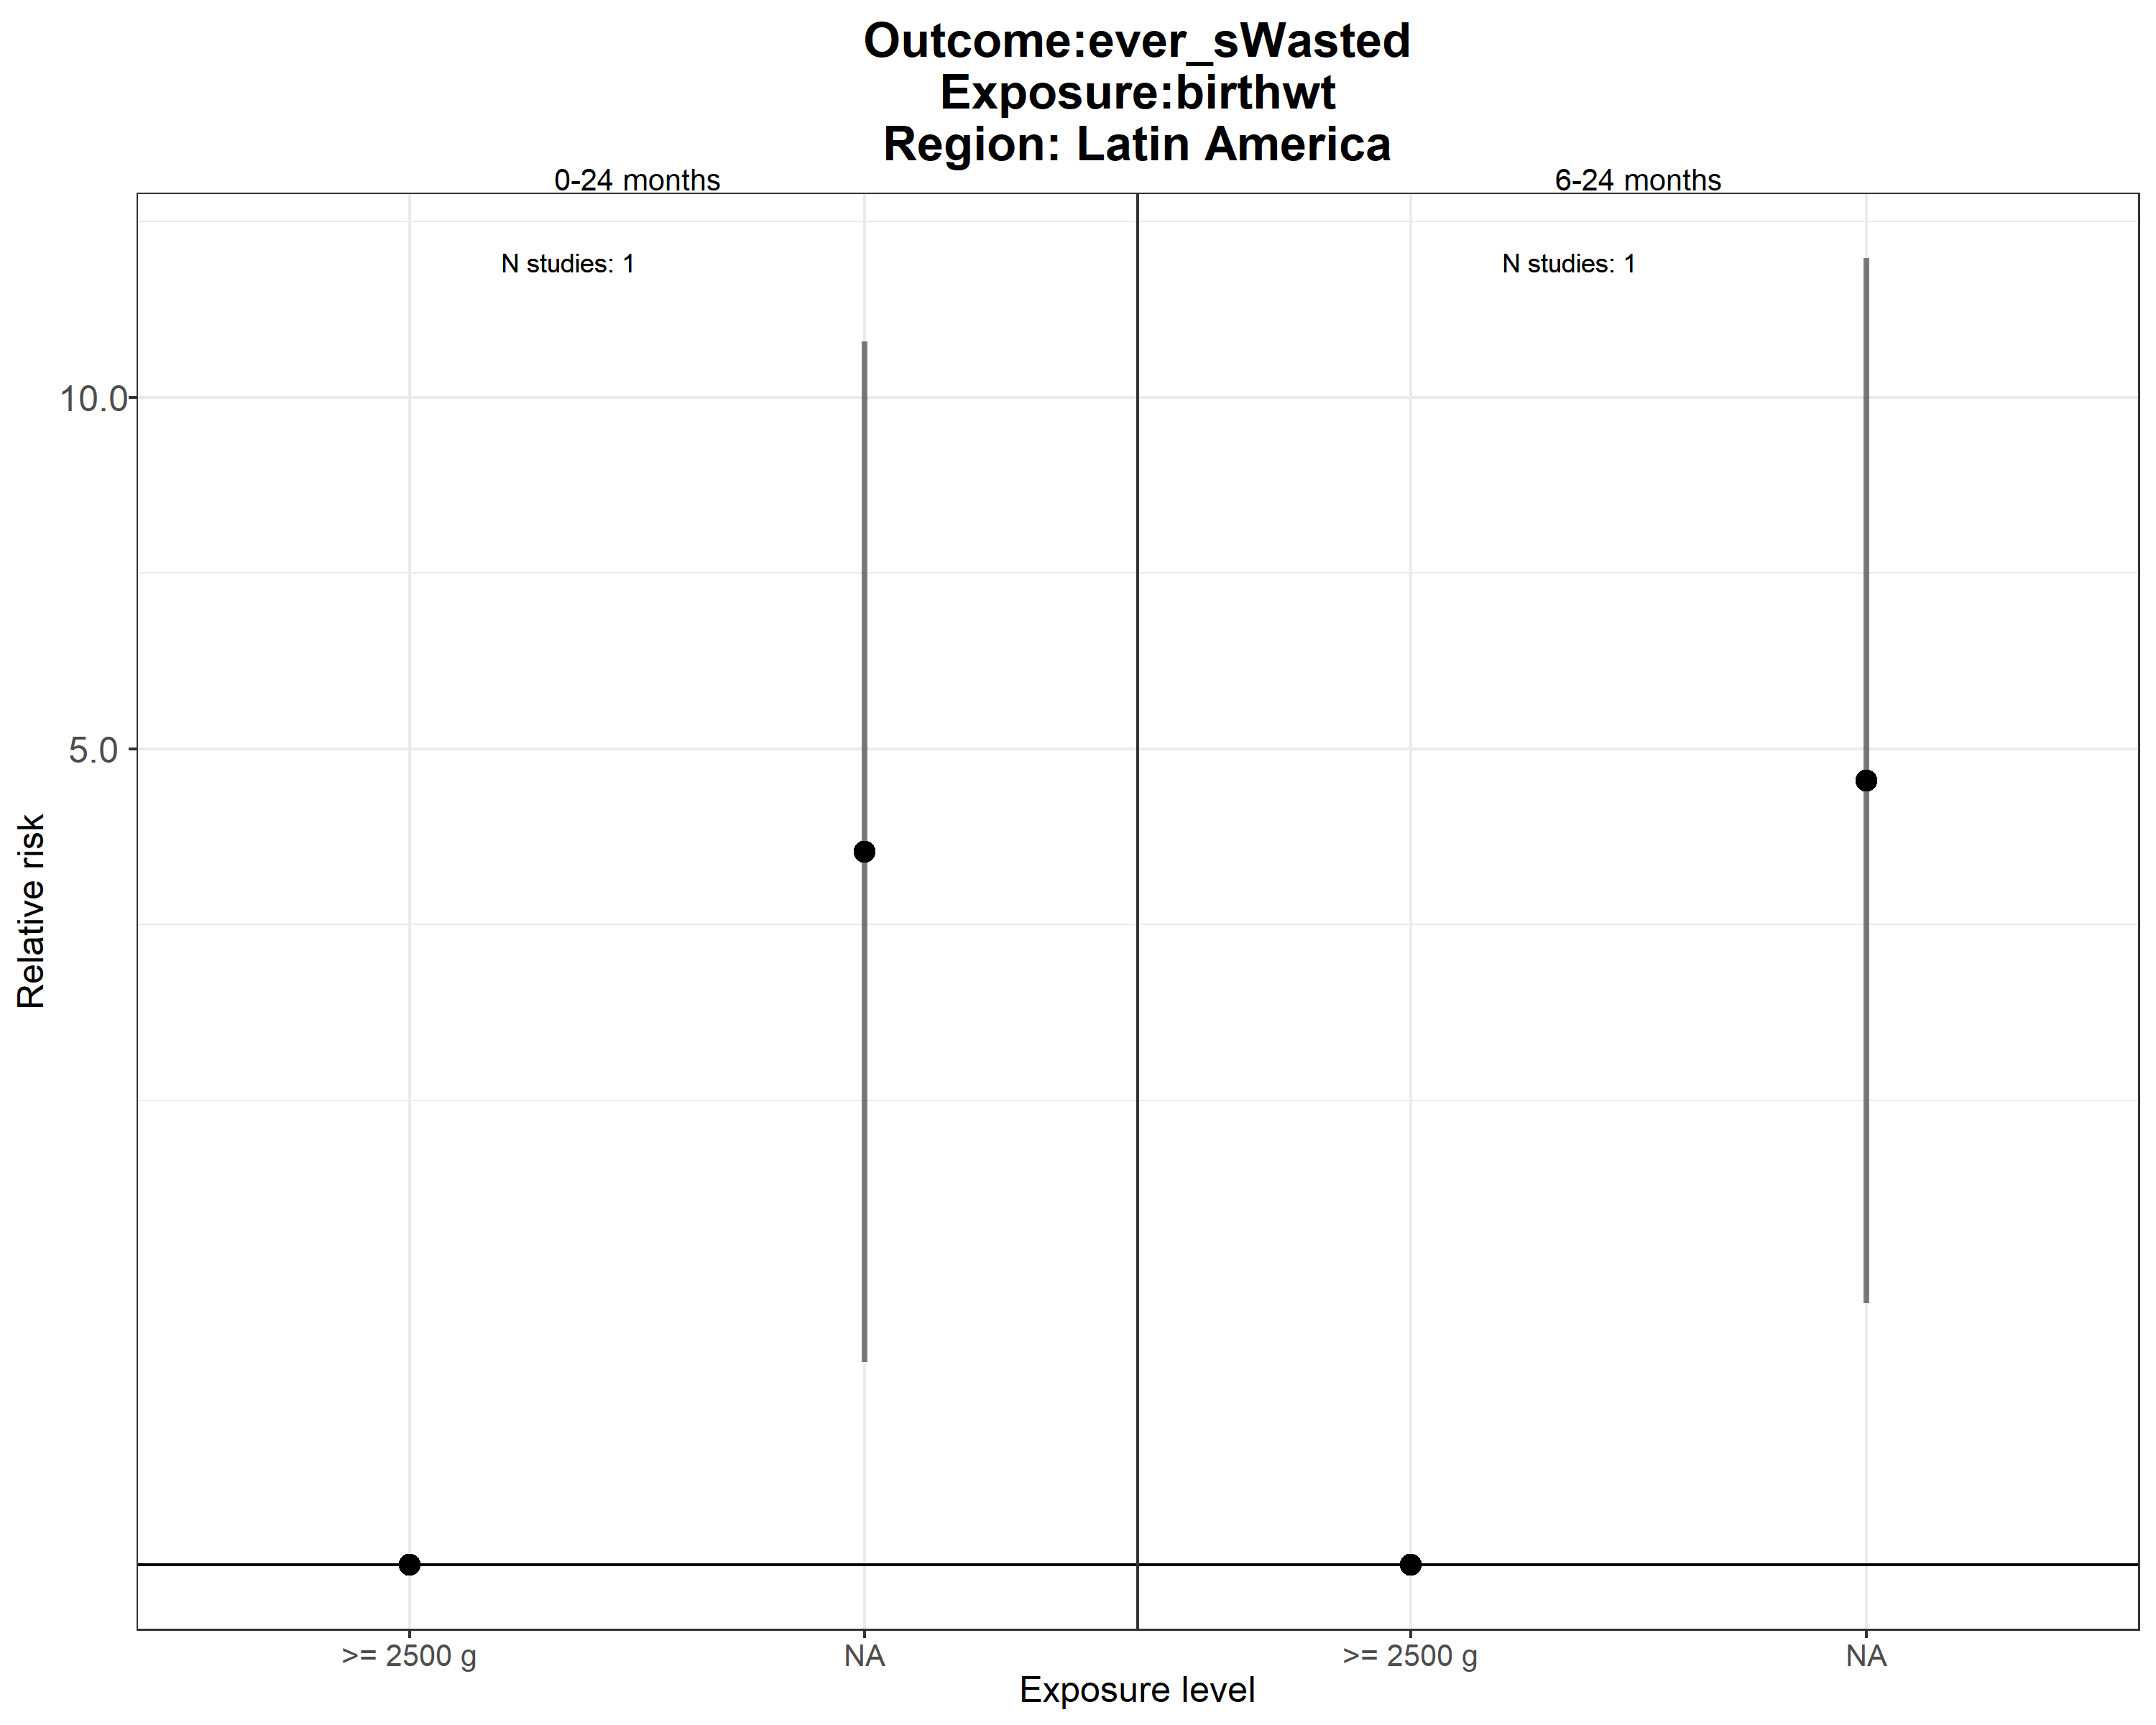 Outcome:ever_sWasted
Exposure:birthwt
Region: Latin America
0-24 months
6-24 months
N studies: 1
N studies: 1
10.0
5.0
Relative risk
>= 2500 g
NA
>= 2500 g
NA
Exposure level